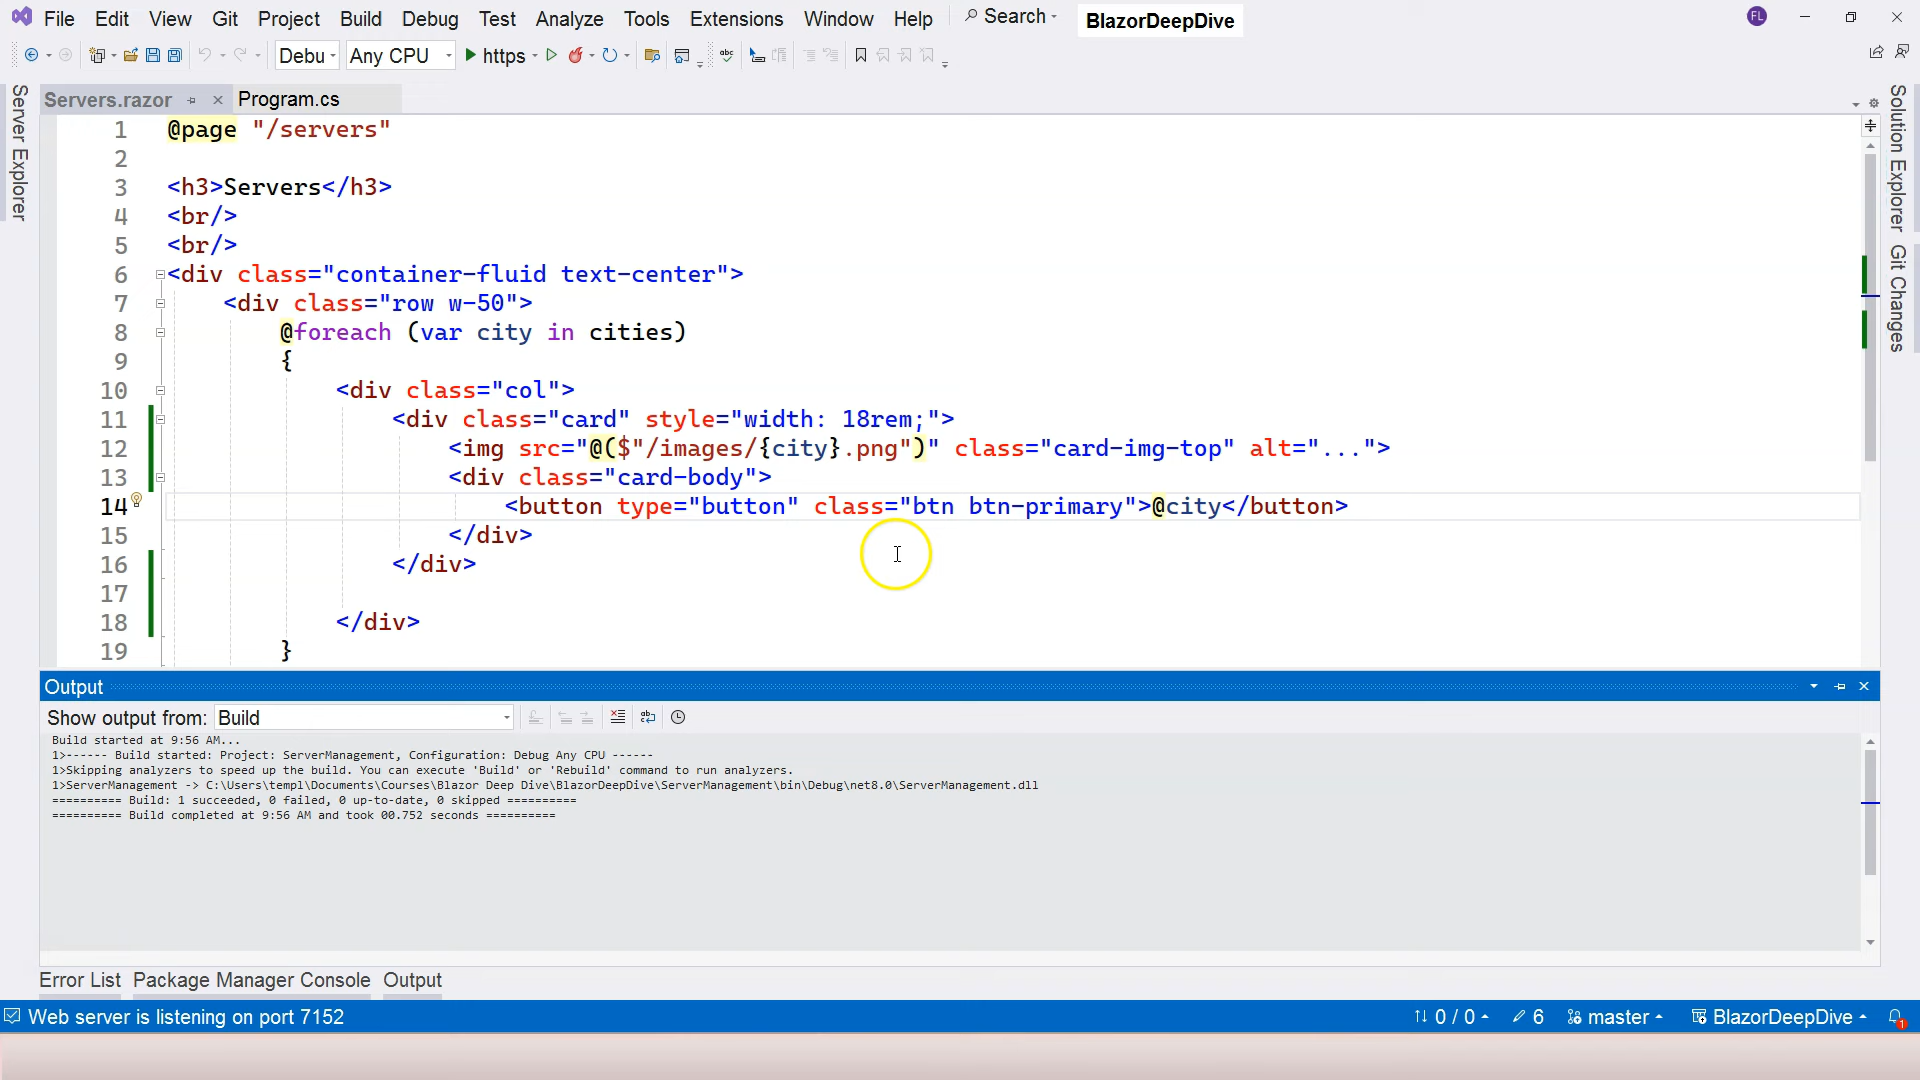 File Edit View Git Project Build Debug Test Analyze Tools Extensions Window Help Search BlazorDeepDive FL
Debu Any CPU https abc
Server Explorer
Servers.razor Program.cs
Solution Explorer
Git Changes
1 @page "/servers"
2
3 <h3>Servers</h3>
4 <br/>
5 <br/>
6 <div class="container-fluid text-center">
7 <div class="row w-50">
8 @foreach (var city in cities)
9 {
10 <div class="col">
11 <div class="card" style="width: 18rem;">
12 <img src="@($"/images/{city}.png")" class="card-img-top" alt="...">
13 <div class="card-body">
14 <button type="button" class="btn btn-primary">@city</button>
15 </div>
16 </div>
17
18 </div>
19 }
Output
Show output from: Build
Build started at 9:56 AM...
1>------ Build started: Project: ServerManagement, Configuration: Debug Any CPU ------
1>Skipping analyzers to speed up the build. You can execute 'Build' or 'Rebuild' command to run analyzers.
1>ServerManagement -> C:\Users\templ\Documents\Courses\Blazor Deep Dive\BlazorDeepDive\ServerManagement\bin\Debug\net8.0\ServerManagement.dll
========== Build: 1 succeeded, 0 failed, 0 up-to-date, 0 skipped ==========
========== Build completed at 9:56 AM and took 00.752 seconds ==========
Error List Package Manager Console Output
Web server is listening on port 7152 0 / 0 6 master BlazorDeepDive 1